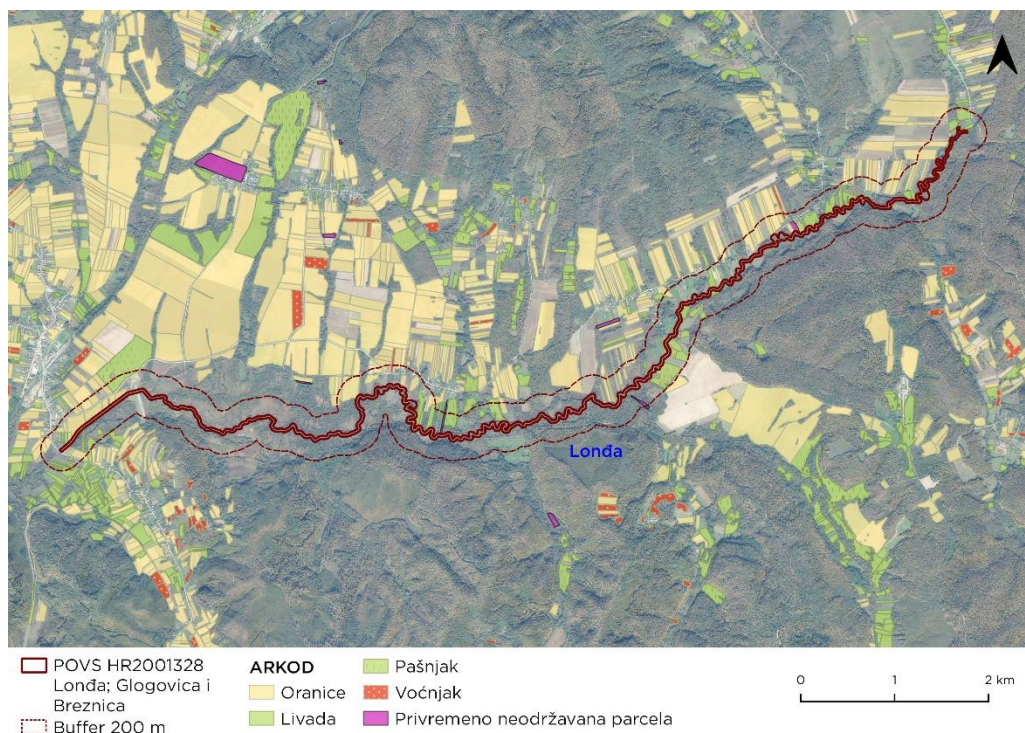 Lonđa
POVS HR2001328
Lonđa; Glogovica i
Breznica
Buffer 200 m
ARKOD
Oranice
Livada
Pašnjak
Voćnjak
Privremeno neodržavana parcela
0 1 2 km